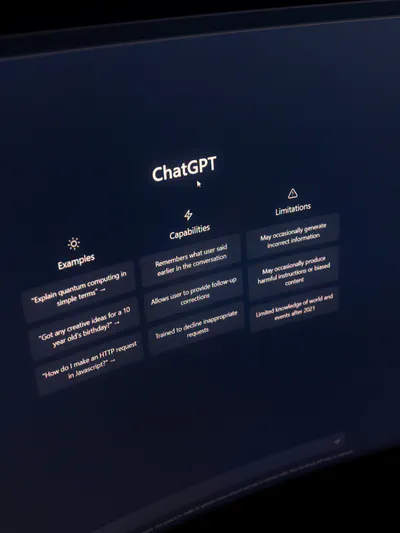 ChatGPT
Examples
"Explain quantum computing in
simple terms" →
"Got any creative ideas for a 10
year old's birthday?" →
"How do I make an HTTP request
in Javascript?" →
Capabilities
Remembers what user said
earlier in the conversation
Allows user to provide follow-up
corrections
Trained to decline inappropriate
requests
Limitations
May occasionally generate
incorrect information
May occasionally produce
harmful instructions or biased
content
Limited knowledge of world and
events after 2021